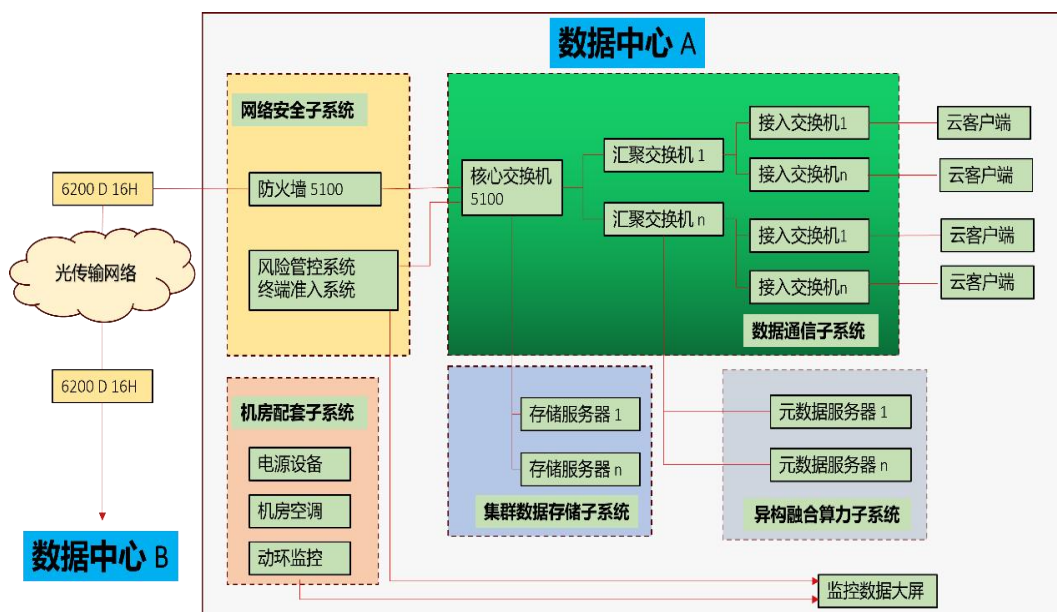 数据中心 A
网络安全子系统
防火墙 5100
风险管控系统
终端准入系统
核心交换机
5100
汇聚交换机 1
汇聚交换机 n
接入交换机1
接入交换机n
接入交换机1
接入交换机n
云客户端
云客户端
云客户端
云客户端
数据通信子系统
6200 D 16H
光传输网络
6200 D 16H
数据中心 B
机房配套子系统
电源设备
机房空调
动环监控
存储服务器 1
存储服务器 n
集群数据存储子系统
元数据服务器 1
元数据服务器 n
异构融合算力子系统
监控数据大屏